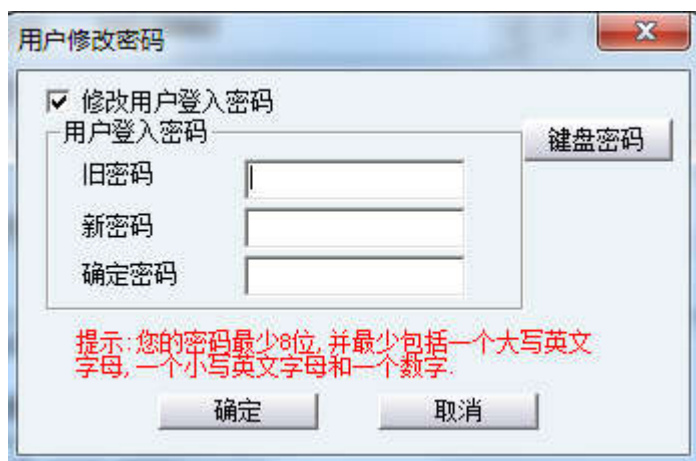 用户修改密码
修改用户登入密码
用户登入密码
键盘密码
旧密码
新密码
确定密码
提示:您的密码最少8位,并最少包括一个大写英文
字母,一个小写英文字母和一个数字.
确定
取消